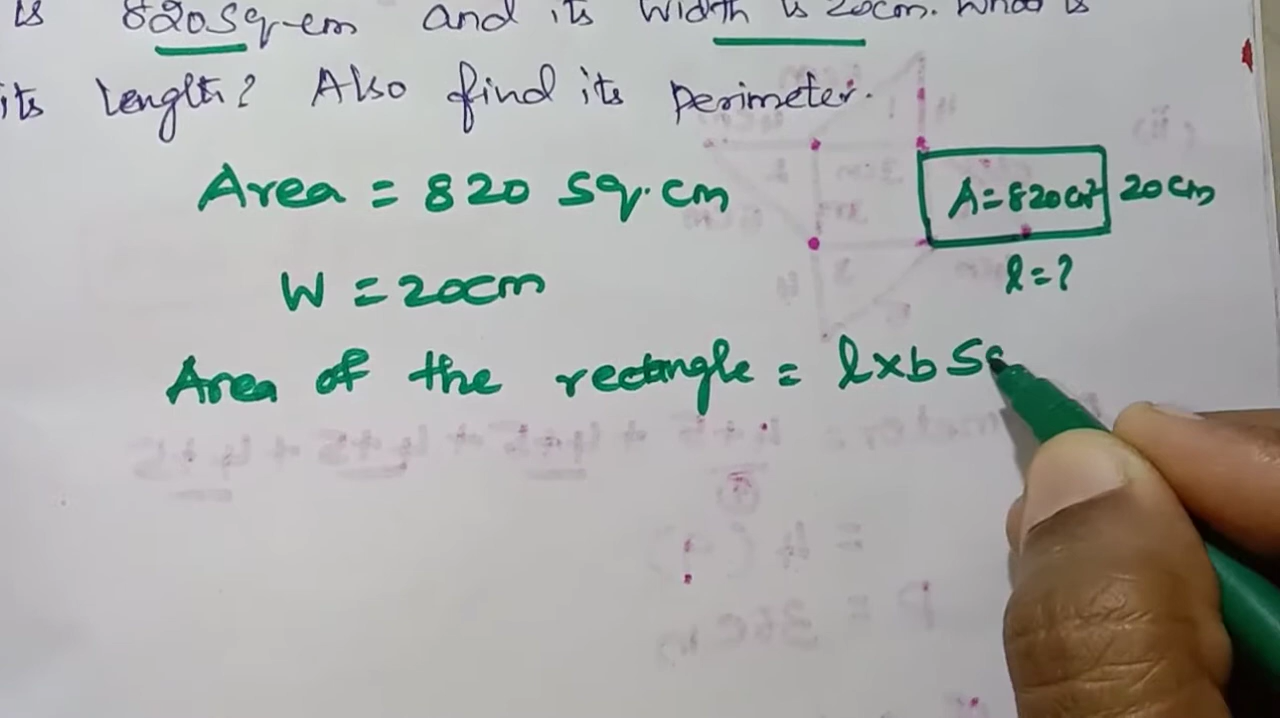 is 820 sq.cm and its width is 20cm. What is
its length? Also find its perimeter.
Area = 820 sq.cm
A=820cm² 20cm
W = 20cm
l=?
Area of the rectangle = l×b Sq